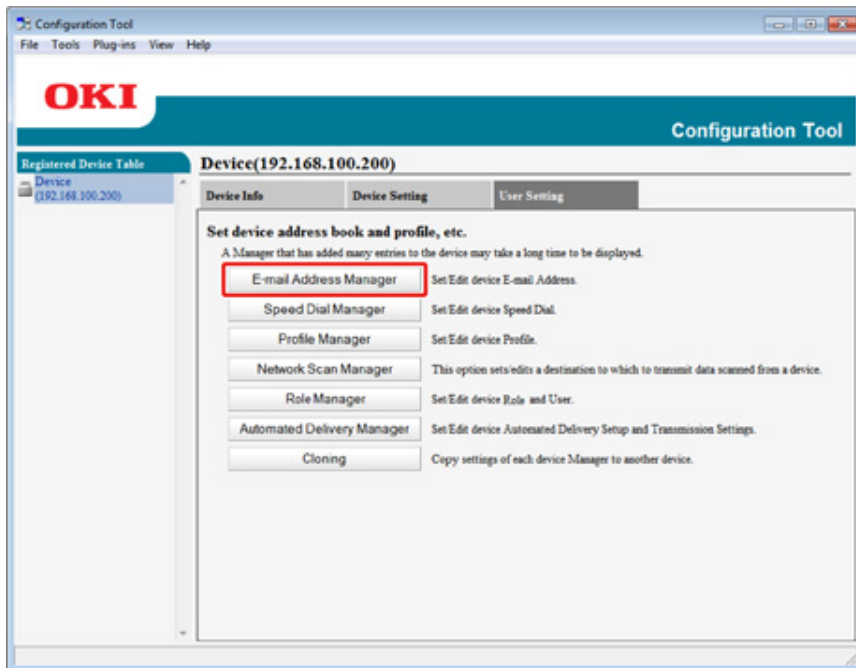 Configuration Tool
File Tools Plug-ins View Help
OKI
Configuration Tool
Registered Device Table
Device
(192.168.100.200)
Device(192.168.100.200)
Device Info Device Setting User Setting
Set device address book and profile, etc.
A Manager that has added many entries to the device may take a long time to be displayed.
E-mail Address Manager Set/Edit device E-mail Address.
Speed Dial Manager Set/Edit device Speed Dial.
Profile Manager Set/Edit device Profile.
Network Scan Manager This option sets/edits a destination to which to transmit data scanned from a device.
Role Manager Set/Edit device Role and User.
Automated Delivery Manager Set/Edit device Automated Delivery Setup and Transmission Settings.
Cloning Copy settings of each device Manager to another device.